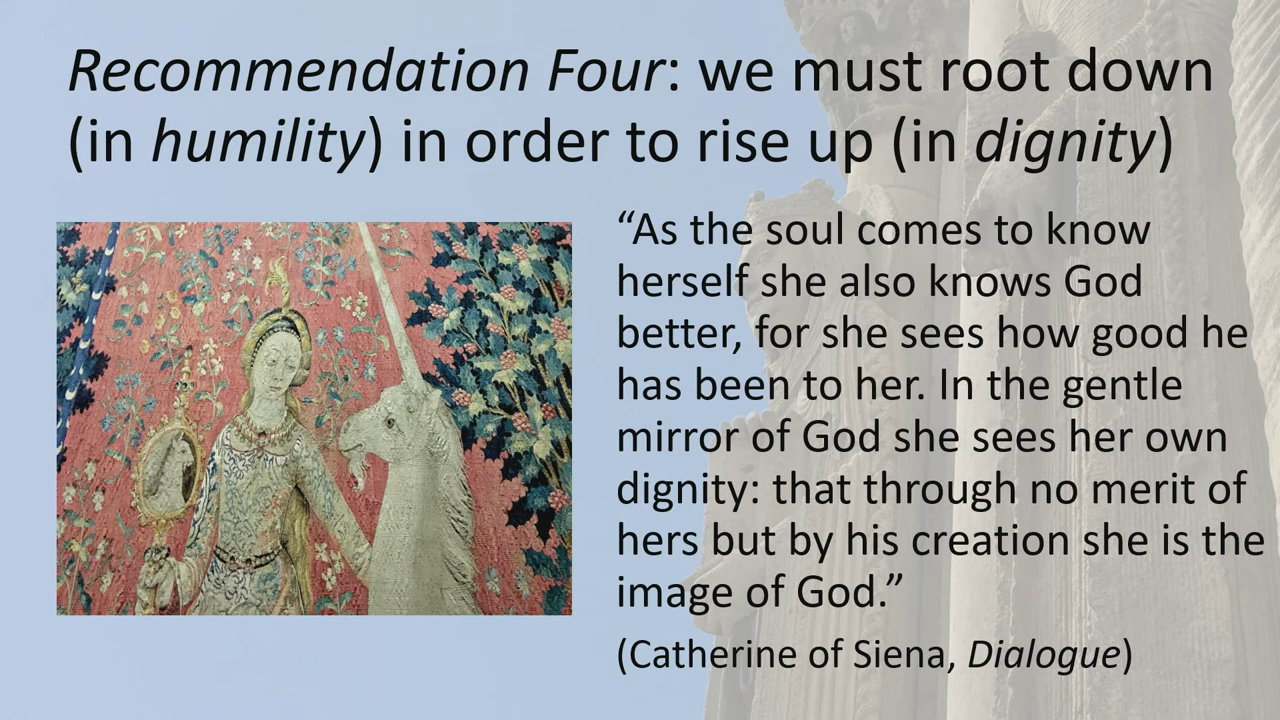 Recommendation Four: we must root down
(in humility) in order to rise up (in dignity)
“As the soul comes to know
herself she also knows God
better, for she sees how good he
has been to her. In the gentle
mirror of God she sees her own
dignity: that through no merit of
hers but by his creation she is the
image of God.”
(Catherine of Siena, Dialogue)